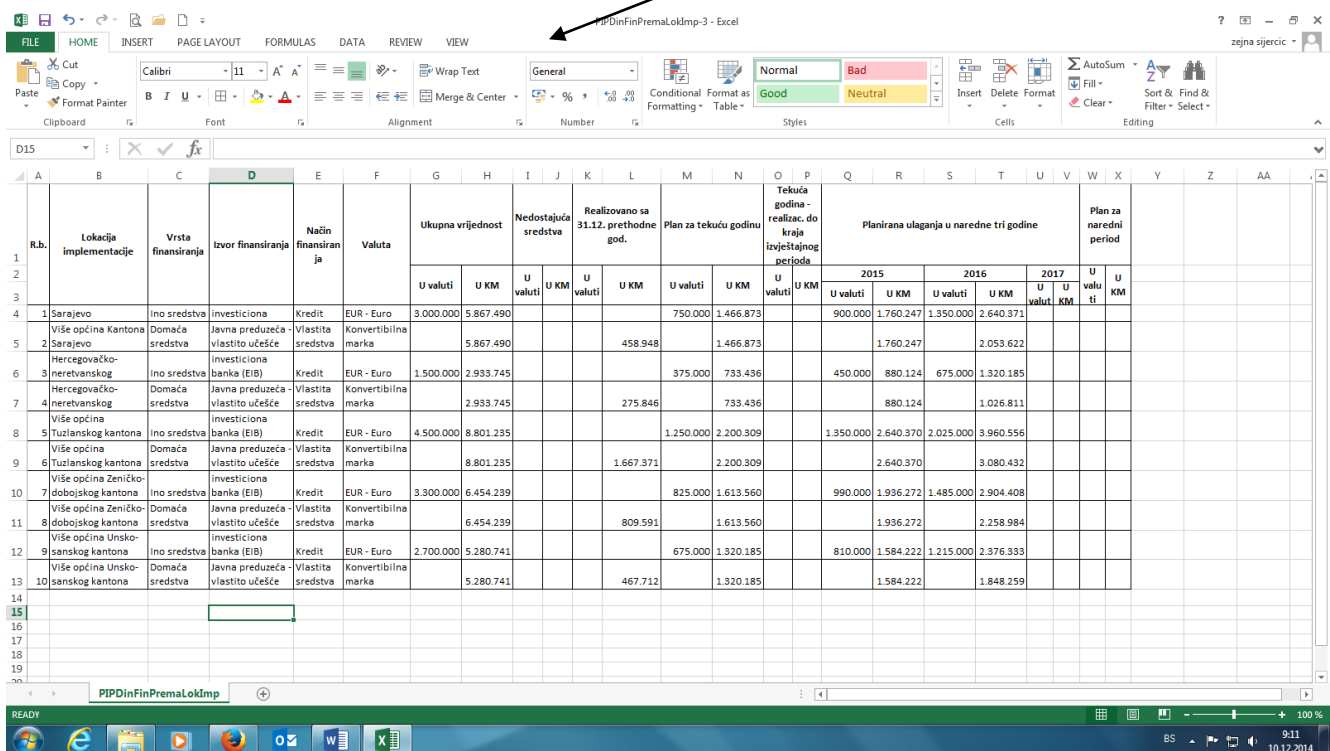 PIPDinFinPremaLokImp-3 - Excel
FILE HOME INSERT PAGE LAYOUT FORMULAS DATA REVIEW VIEW zejna sijercic
Paste Cut Copy Format Painter
Calibri 11
B I U A
Wrap Text
Merge & Center
General
%
Conditional Formatting Format as Table
Normal Bad
Good Neutral
Insert Delete Format
AutoSum
Fill
Clear
Sort & Filter Find & Select
Clipboard Font Alignment Number Styles Cells Editing
D15 fx
A B C D E F G H I J K L M N O P Q R S T U V W X Y Z AA
1 R.b. Lokacija implementacije Vrsta finansiranja Izvor finansiranja Način finansiranja Valuta Ukupna vrijednost Nedostajuća sredstva Realizovano sa 31.12. prethodne god. Plan za tekuću godinu Tekuća godina - realizac. do kraja izvještajnog perioda Planirana ulaganja u naredne tri godine Plan za naredni period
2 U valuti U KM U valuti U KM U valuti U KM U valuti U KM U valuti U KM 2015 2016 2017 U valuti U KM
3 U valuti U KM U valuti U KM U valut U KM
4 1 Sarajevo Ino sredstva investiciona Kredit EUR - Euro 3.000.000 5.867.490 750.000 1.466.873 900.000 1.760.247 1.350.000 2.640.371
5 2 Više općina Kantona Sarajevo Domaća sredstva Javna preduzeća - vlastito učešće Vlastita sredstva Konvertibilna marka 5.867.490 458.948 1.466.873 1.760.247 2.053.622
6 3 Hercegovačko-neretvanskog Ino sredstva investiciona banka (EIB) Kredit EUR - Euro 1.500.000 2.933.745 375.000 733.436 450.000 880.124 675.000 1.320.185
7 4 Hercegovačko-neretvanskog Domaća sredstva Javna preduzeća - vlastito učešće Vlastita sredstva Konvertibilna marka 2.933.745 275.846 733.436 880.124 1.026.811
8 5 Više općina Tuzlanskog kantona Ino sredstva investiciona banka (EIB) Kredit EUR - Euro 4.500.000 8.801.235 1.250.000 2.200.309 1.350.000 2.640.370 2.025.000 3.960.556
9 6 Više općina Tuzlanskog kantona Domaća sredstva Javna preduzeća - vlastito učešće Vlastita sredstva Konvertibilna marka 8.801.235 1.667.371 2.200.309 2.640.370 3.080.432
10 7 Više općina Zeničko-dobojskog kantona Ino sredstva investiciona banka (EIB) Kredit EUR - Euro 3.300.000 6.454.239 825.000 1.613.560 990.000 1.936.272 1.485.000 2.904.408
11 8 Više općina Zeničko-dobojskog kantona Domaća sredstva Javna preduzeća - vlastito učešće Vlastita sredstva Konvertibilna marka 6.454.239 809.591 1.613.560 1.936.272 2.258.984
12 9 Više općina Unsko-sanskog kantona Ino sredstva investiciona banka (EIB) Kredit EUR - Euro 2.700.000 5.280.741 675.000 1.320.185 810.000 1.584.222 1.215.000 2.376.333
13 10 Više općina Unsko-sanskog kantona Domaća sredstva Javna preduzeća - vlastito učešće Vlastita sredstva Konvertibilna marka 5.280.741 467.712 1.320.185 1.584.222 1.848.259
14
15
16
17
18
19
PIPDinFinPremaLokImp
READY 100 %
BS 9:11
10.12.2014